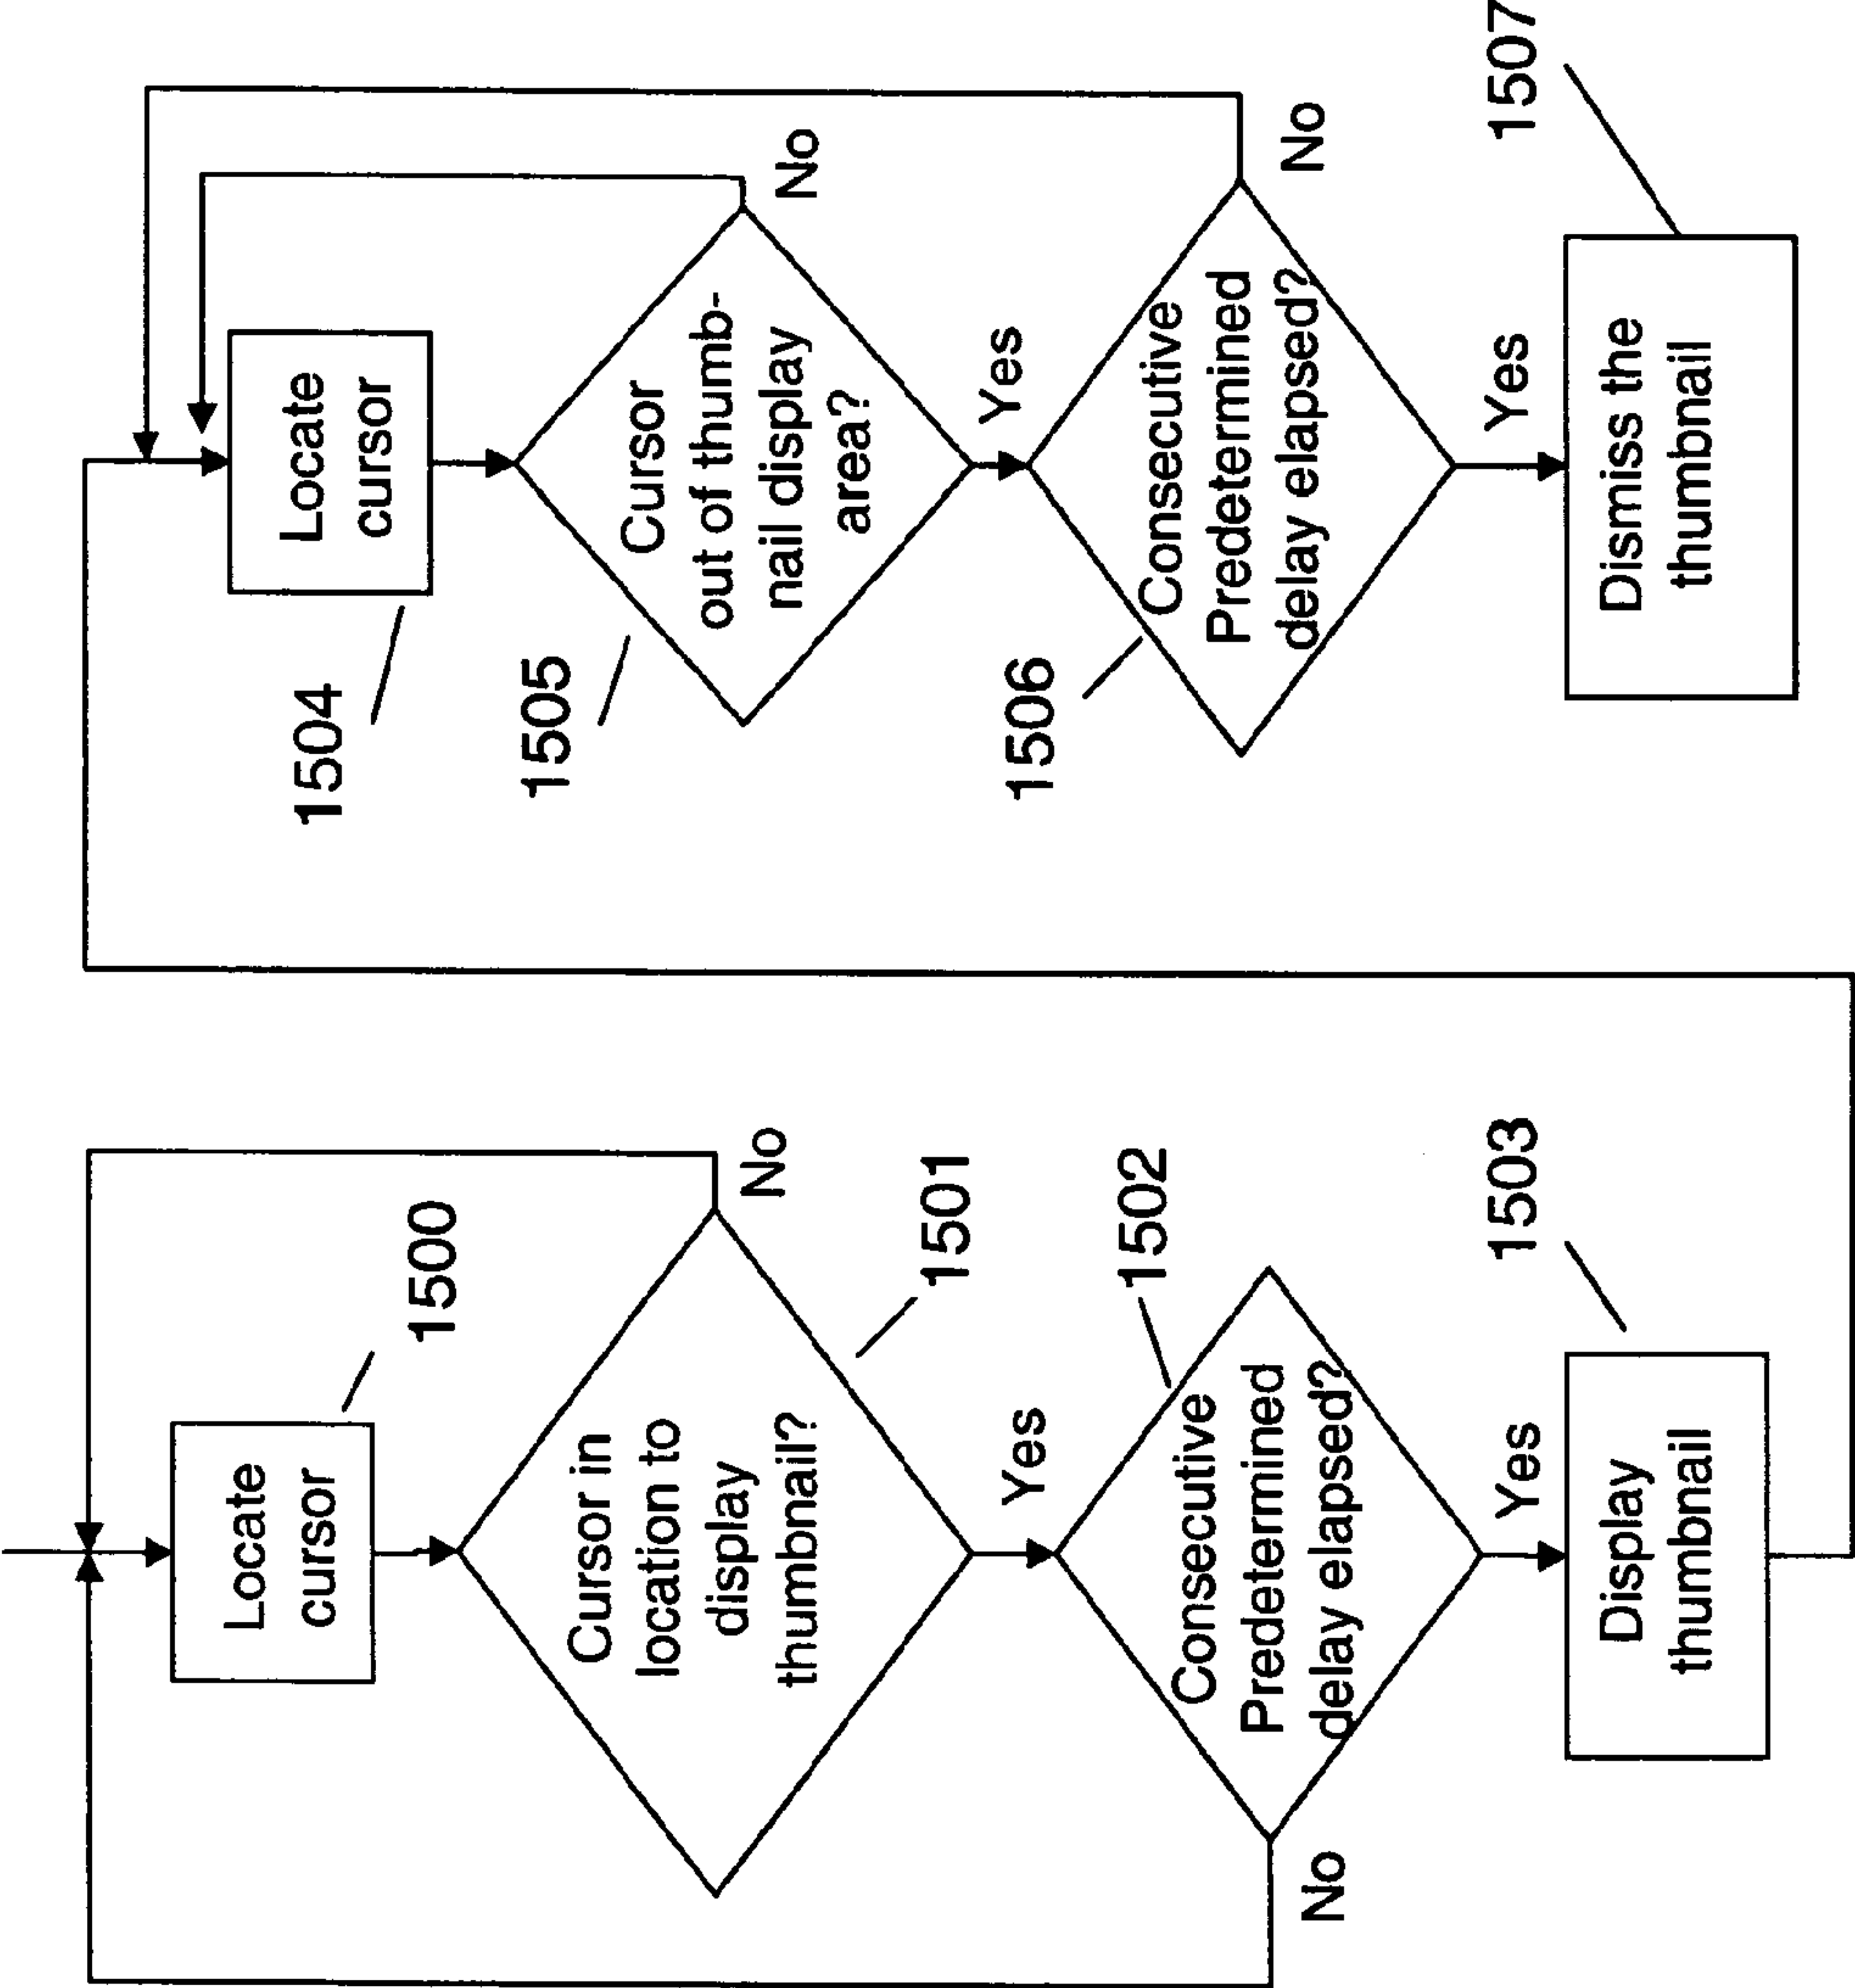 Locate
cursor
1500
Cursor in
location to
display
thumbnail?
No
1501
Yes
1502
Consecutive
Predetermined
delay elapsed?
No
Yes
1503
Display
thumbnail
Locate
cursor
1504
Cursor
out of thumb-
nail display
area?
No
1505
Yes
1506
Consecutive
Predetermined
delay elapsed?
No
Yes
1507
Dismiss the
thumbnail